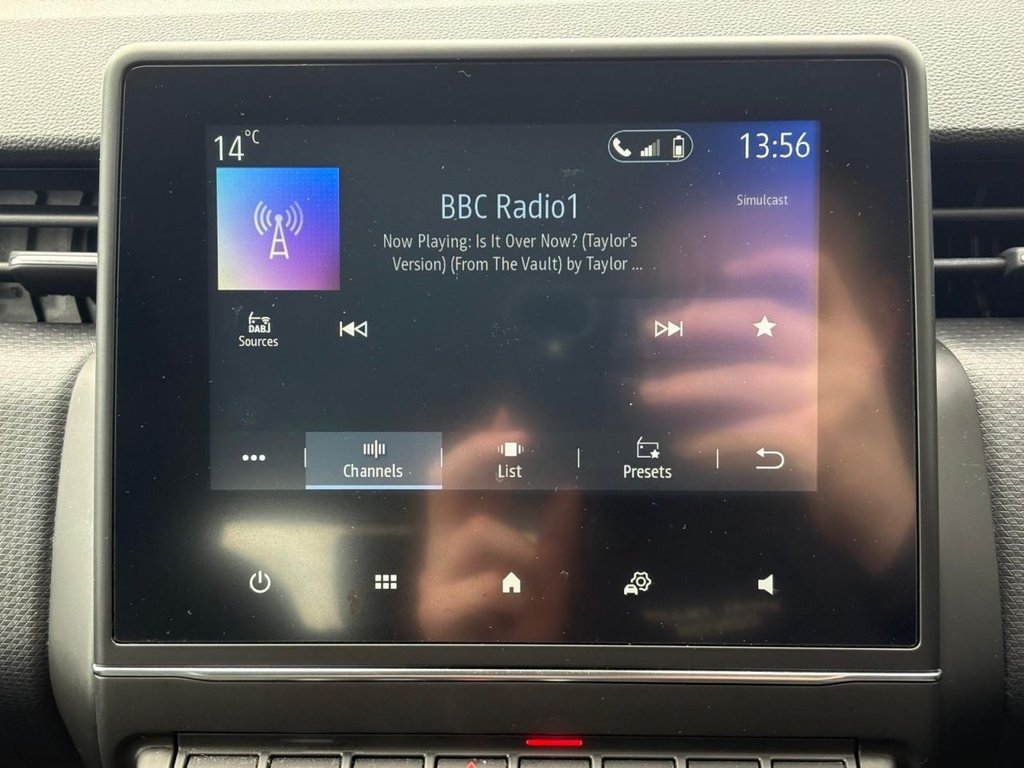 14°C
13:56
BBC Radio1
Simulcast
Now Playing: Is It Over Now? (Taylor's
Version) (From The Vault) by Taylor ...
DAB
Sources
Channels
List
Presets